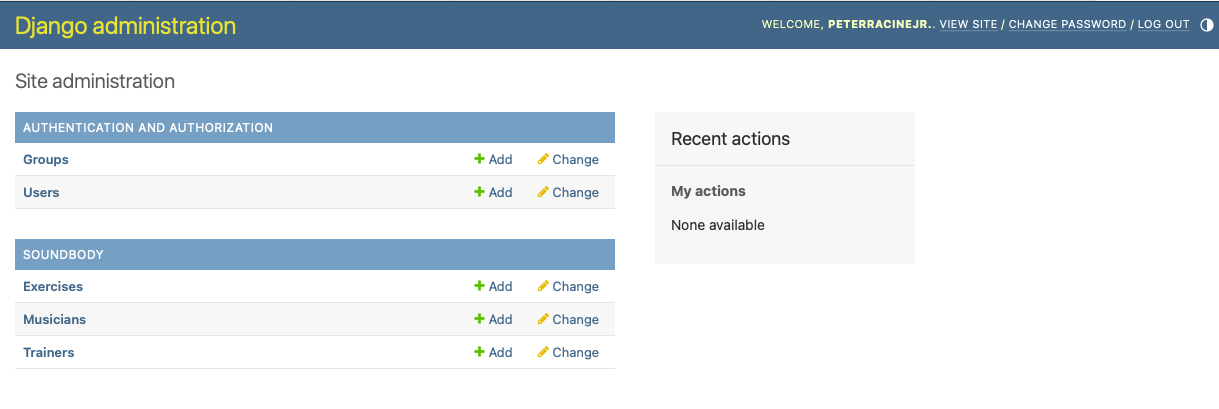 Django administration
WELCOME, PETERRACINEJR.. VIEW SITE / CHANGE PASSWORD / LOG OUT
Site administration
AUTHENTICATION AND AUTHORIZATION
Groups Add Change
Users Add Change
SOUNDBODY
Exercises Add Change
Musicians Add Change
Trainers Add Change
Recent actions
My actions
None available